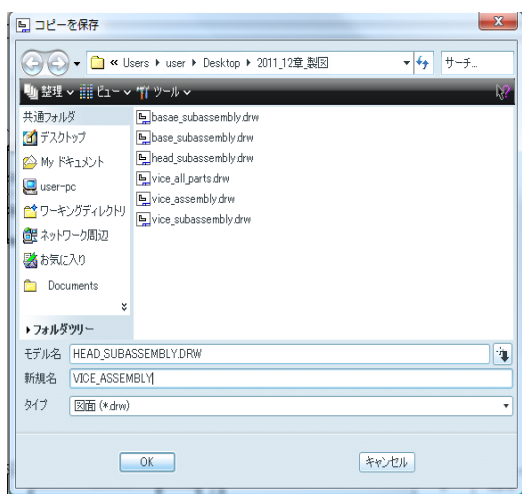 コピーを保存
« Users ▸ user ▸ Desktop ▸ 2011_12章_製図
サーチ...
整理 ビュー ツール
共通フォルダ
デスクトップ
My ドキュメント
user-pc
ワーキングディレクトリ
ネットワーク周辺
お気に入り
Documents
basae_subassembly.drw
base_subassembly.drw
head_subassembly.drw
vice_all_parts.drw
vice_assembly.drw
vice_subassembly.drw
フォルダツリー
モデル名 HEAD_SUBASSEMBLY.DRW
新規名 VICE_ASSEMBLY
タイプ 図面 (*.drw)
OK キャンセル